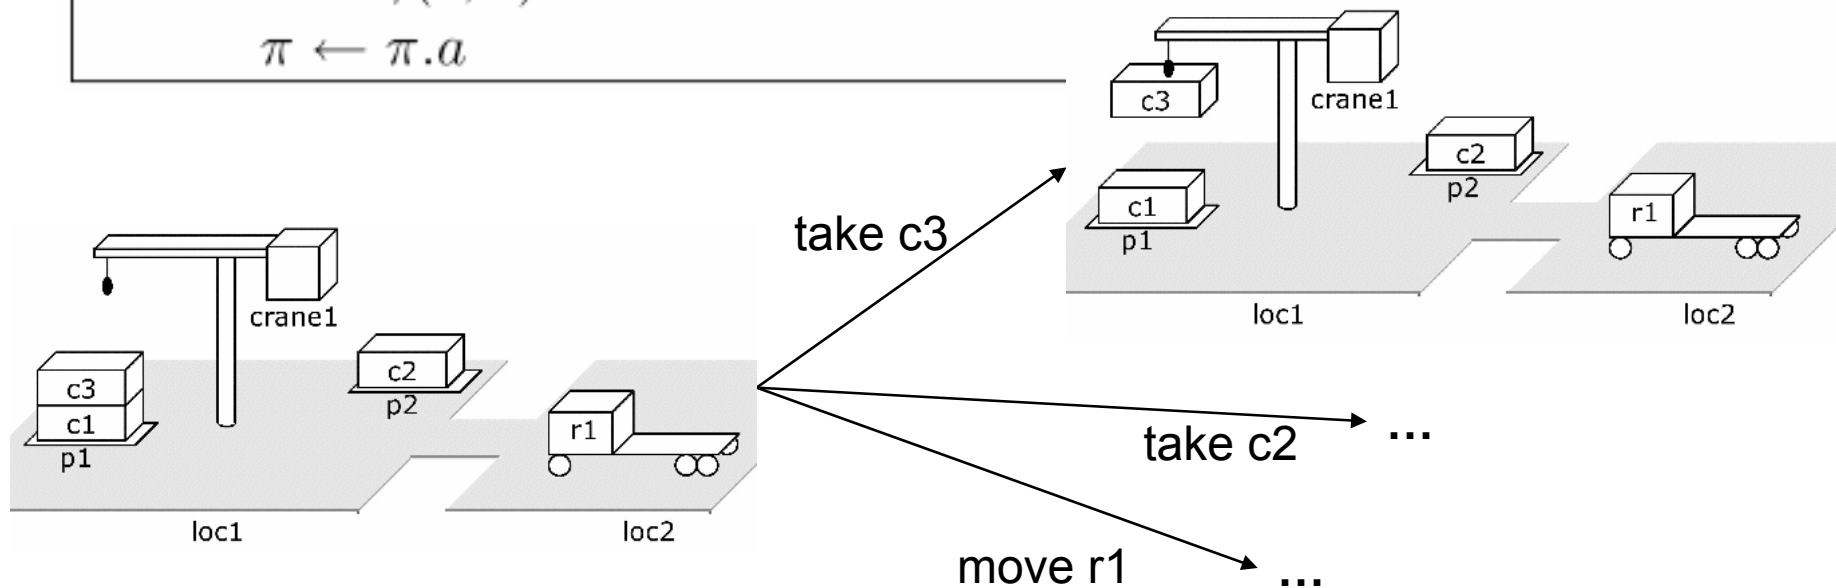 π ← π.a
c3
crane1
c2
p2
c1
p1
r1
loc1
loc2
take c3
crane1
c3
c1
p1
c2
p2
r1
loc1
loc2
take c2
...
move r1
...